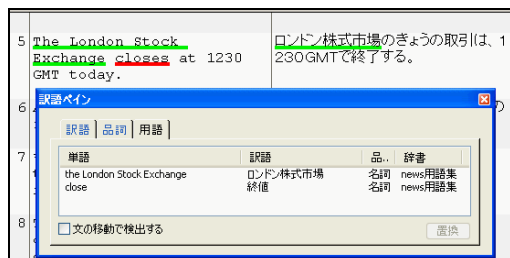 5 The London Stock Exchange closes at 1230 GMT today.
ロンドン株式市場のきょうの取引は、1230GMTで終了する。
6
訳語ペイン
の
訳語 品詞 用語
7
単語 訳語 品.. 辞書
the London Stock Exchange ロンドン株式市場 名詞 news用語集
close 終値 名詞 news用語集
8
文の移動で検出する 置換